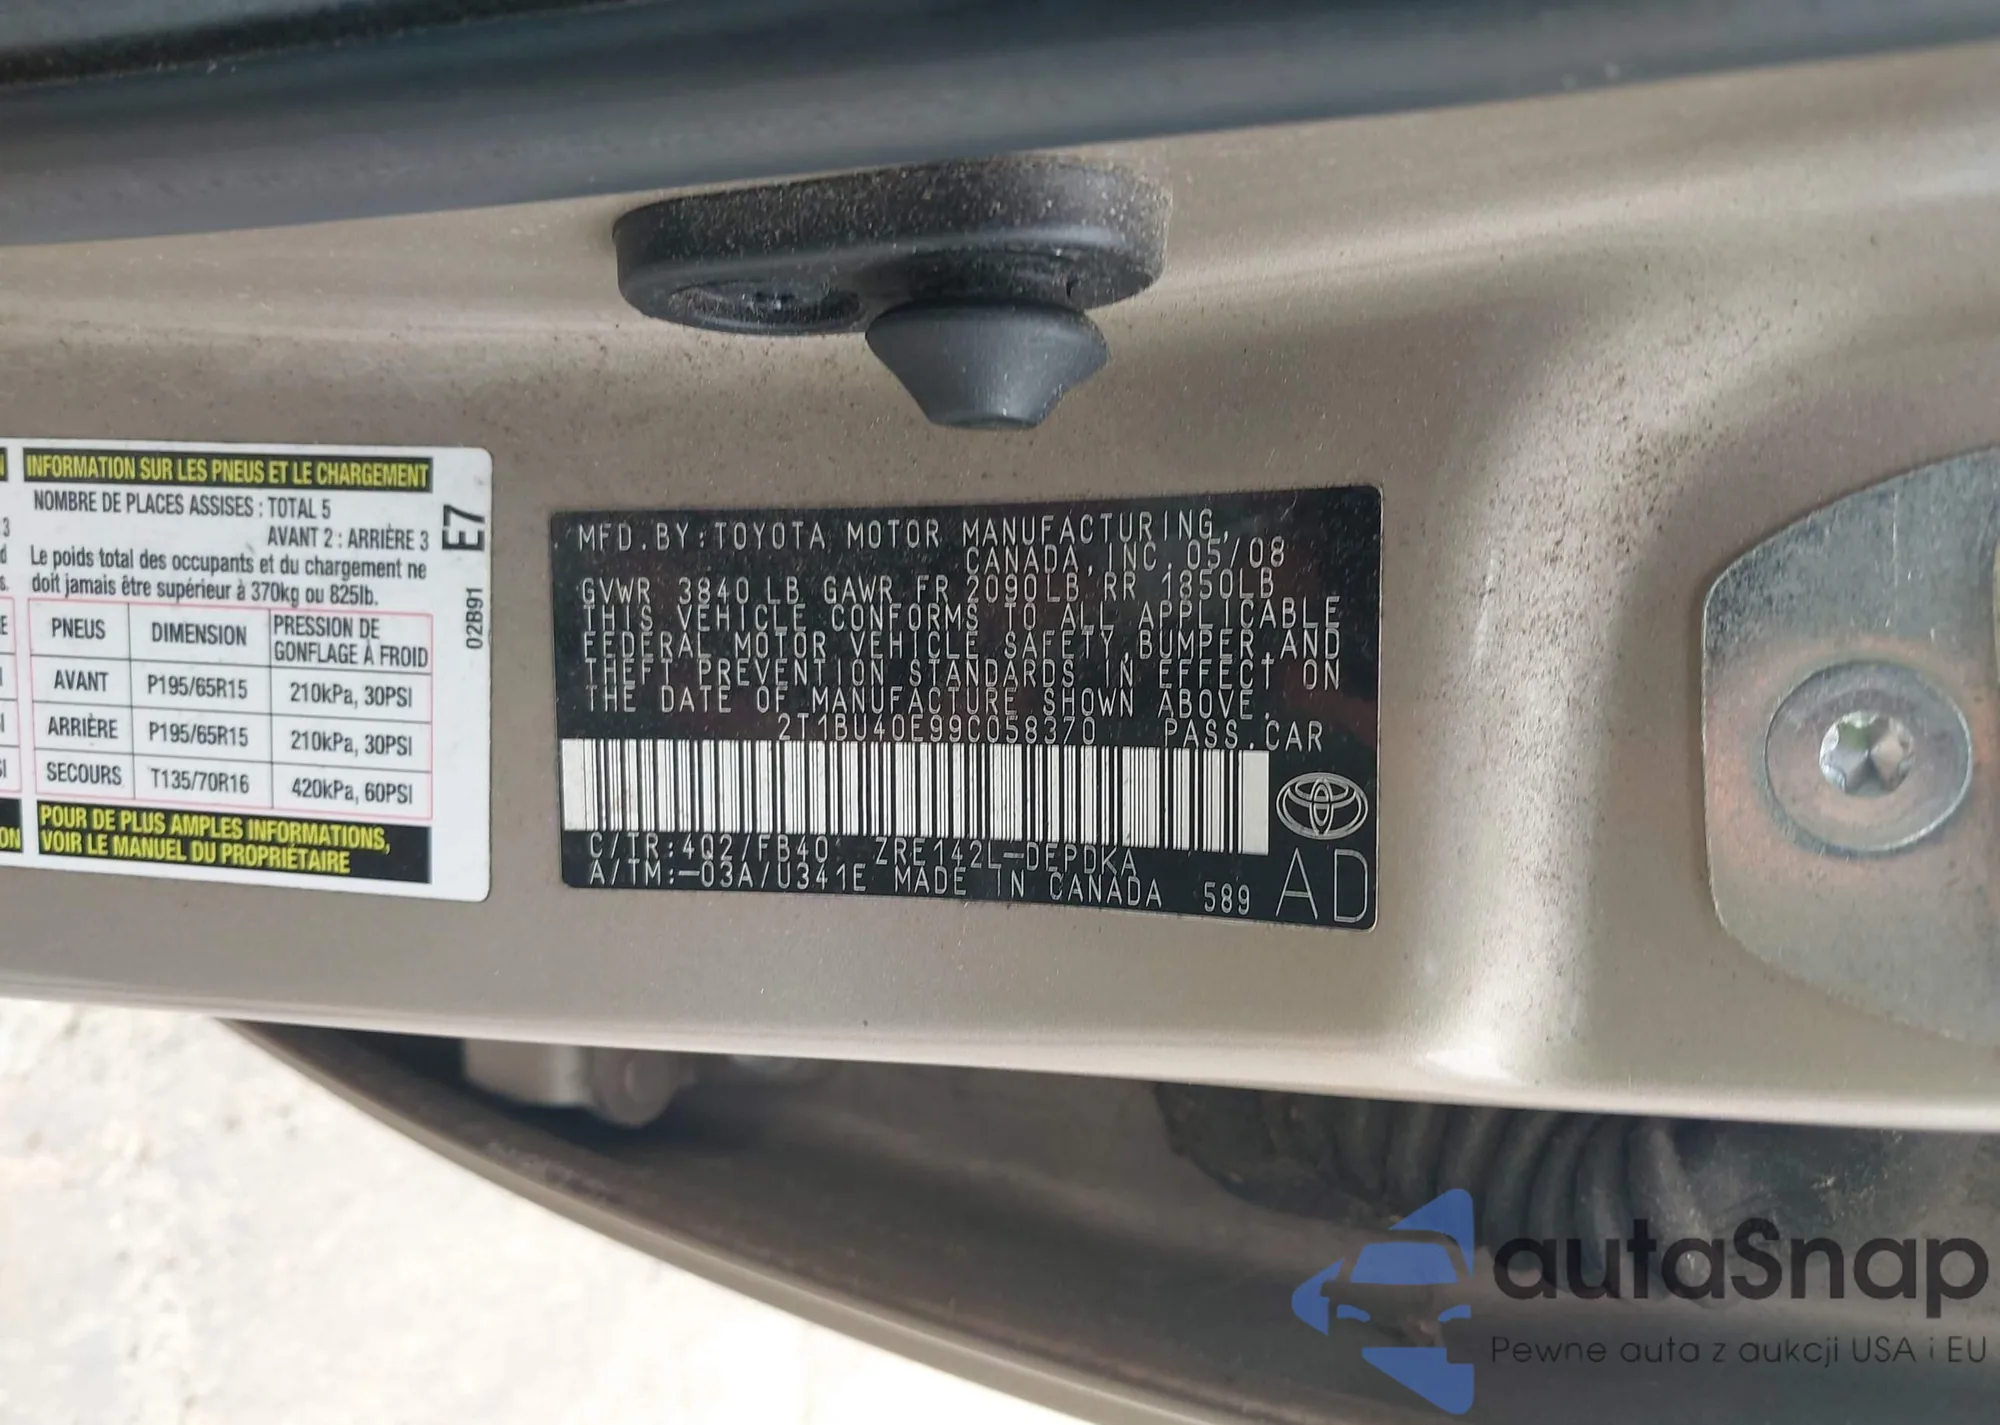 INFORMATION SUR LES PNEUS ET LE CHARGEMENT
NOMBRE DE PLACES ASSISES : TOTAL 5
AVANT 2 : ARRIÈRE 3
Le poids total des occupants et du chargement ne
doit jamais être supérieur à 370kg ou 825lb.
PNEUS DIMENSION PRESSION DE GONFLAGE À FROID
AVANT P195/65R15 210kPa, 30PSI
ARRIÈRE P195/65R15 210kPa, 30PSI
SECOURS T135/70R16 420kPa, 60PSI
POUR DE PLUS AMPLES INFORMATIONS,
VOIR LE MANUEL DU PROPRIÉTAIRE
E7
02B91
MFD.BY:TOYOTA MOTOR MANUFACTURING,
CANADA, INC.05/08
GVWR 3840LB GAWR FR 2090LB RR 1850LB
THIS VEHICLE CONFORMS TO ALL APPLICABLE
FEDERAL MOTOR VEHICLE SAFETY,BUMPER,AND
THEFT PREVENTION STANDARDS IN EFFECT ON
THE DATE OF MANUFACTURE SHOWN ABOVE.
2T1BU40E99C058370 PASS.CAR
C/TR:4Q2/FB40 ZRE142L-DEPDKA
A/TM:-03A/U341E MADE IN CANADA 589
AD
autaSnap
Pewne auta z aukcji USA i EU